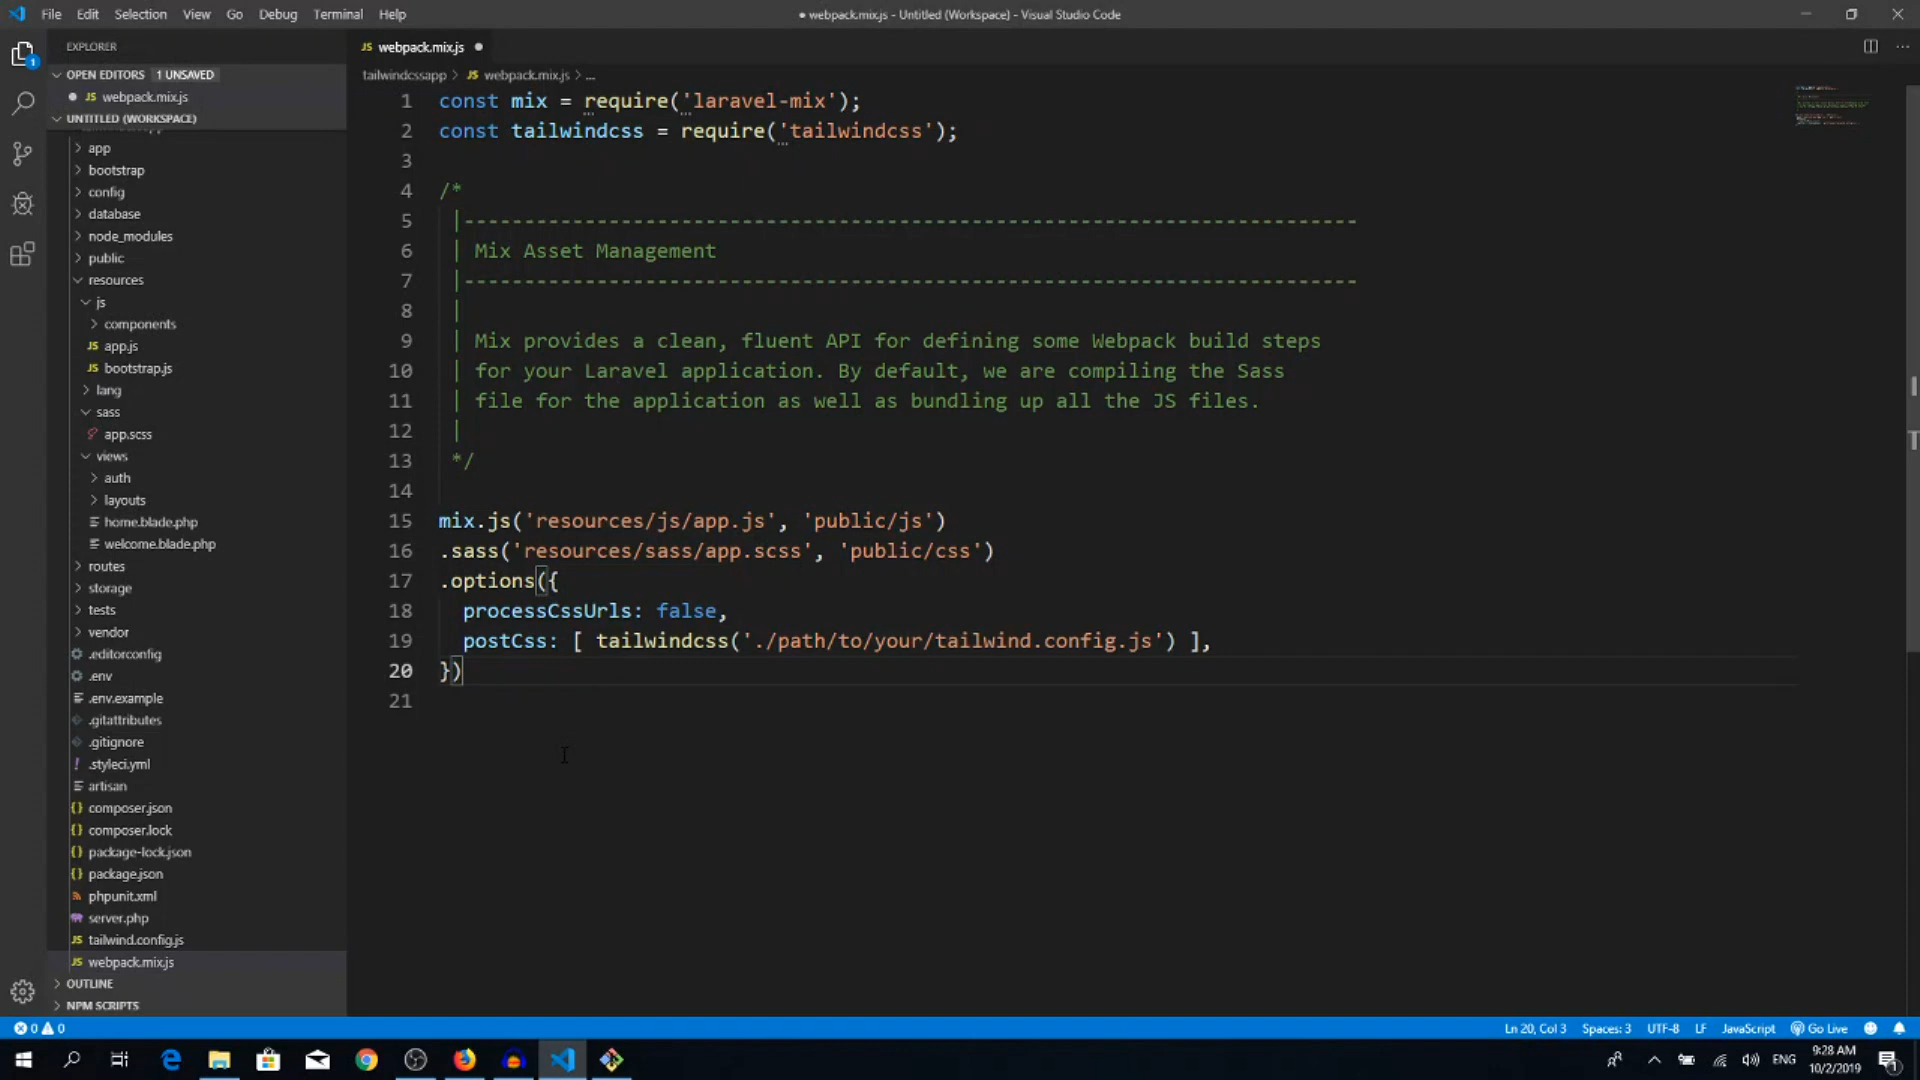 File Edit Selection View Go Debug Terminal Help
● webpack.mix.js - Untitled (Workspace) - Visual Studio Code
EXPLORER
OPEN EDITORS 1 UNSAVED
JS webpack.mix.js
UNTITLED (WORKSPACE)
app
bootstrap
config
database
node_modules
public
resources
js
components
JS app.js
JS bootstrap.js
lang
sass
app.scss
views
auth
layouts
home.blade.php
welcome.blade.php
routes
storage
tests
vendor
.editorconfig
.env
.env.example
.gitattributes
.gitignore
! .styleci.yml
artisan
{} composer.json
{} composer.lock
{} package-lock.json
{} package.json
phpunit.xml
server.php
JS tailwind.config.js
JS webpack.mix.js
OUTLINE
NPM SCRIPTS
JS webpack.mix.js ●
tailwindcssapp > JS webpack.mix.js > ...
1 const mix = require('laravel-mix');
2 const tailwindcss = require('tailwindcss');
3
4 /*
5 |--------------------------------------------------------------------------
6 | Mix Asset Management
7 |--------------------------------------------------------------------------
8 |
9 | Mix provides a clean, fluent API for defining some Webpack build steps
10 | for your Laravel application. By default, we are compiling the Sass
11 | file for the application as well as bundling up all the JS files.
12 |
13 */
14
15 mix.js('resources/js/app.js', 'public/js')
16 .sass('resources/sass/app.scss', 'public/css')
17 .options({
18 processCssUrls: false,
19 postCss: [ tailwindcss('./path/to/your/tailwind.config.js') ],
20 })
21
0 0
Ln 20, Col 3 Spaces: 3 UTF-8 LF JavaScript Go Live
ENG 9:28 AM
10/2/2019